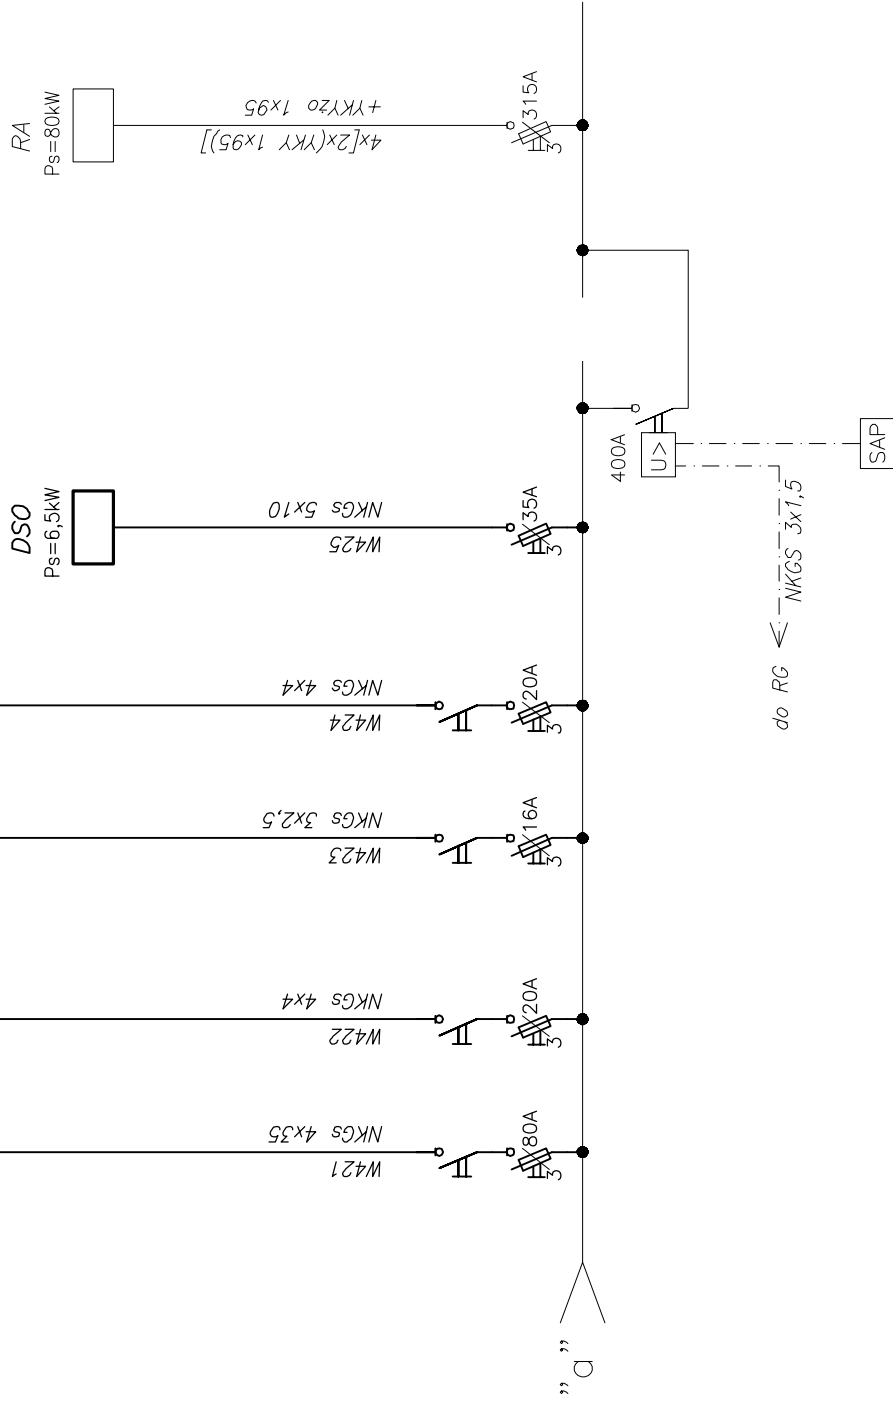 RA
Ps=80kW
4x[2x(YKY 1x95)]
+YKYżo 1x95
315A
3
DSO
Ps=6,5kW
W425
NKGs 5x10
35A
3
400A
U>
SAP
NKGS 3x1,5
do RG
W424
NKGs 4x4
20A
3
W423
NKGs 3x2,5
16A
3
W422
NKGs 4x4
20A
3
W421
NKGs 4x35
80A
3
"a"